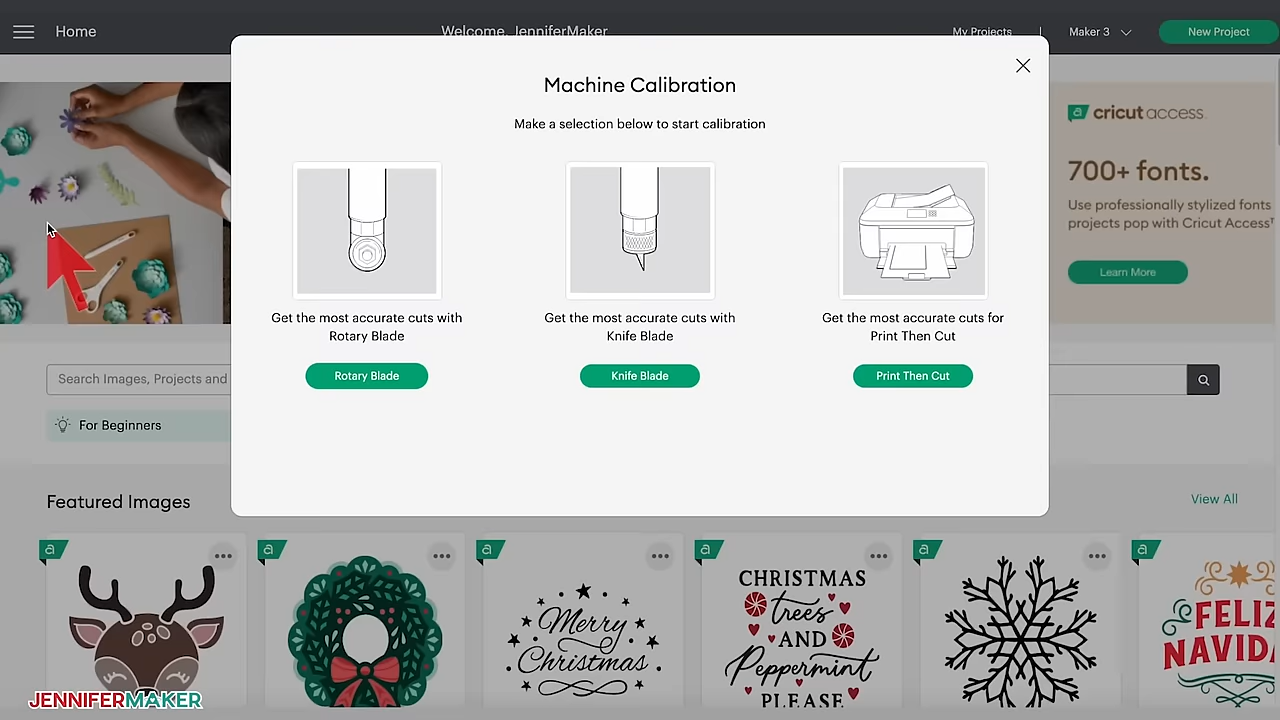 Home
Welcome, JenniferMaker
My Projects
Maker 3
New Project
Machine Calibration
Make a selection below to start calibration
Get the most accurate cuts with
Rotary Blade
Rotary Blade
Get the most accurate cuts with
Knife Blade
Knife Blade
Get the most accurate cuts for
Print Then Cut
Print Then Cut
a cricut access
700+ fonts.
Use professionally stylized fonts
projects pop with Cricut Access
Learn More
Search Images, Projects and
For Beginners
Featured Images
View All
a
a
a
Merry
Christmas
a
CHRISTMAS
trees
AND
Peppermint
PLEASE
a
a
FELIZ
NAVIDA
JENNIFERMAKER